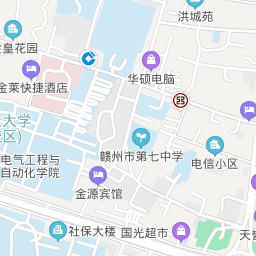 洪城苑
皇花园
华硕电脑
金莱快捷酒店
大学
区)
赣州市第七中学
电气工程与
自动化学院
电信小区
金源宾馆
社保大楼
国光超市
天